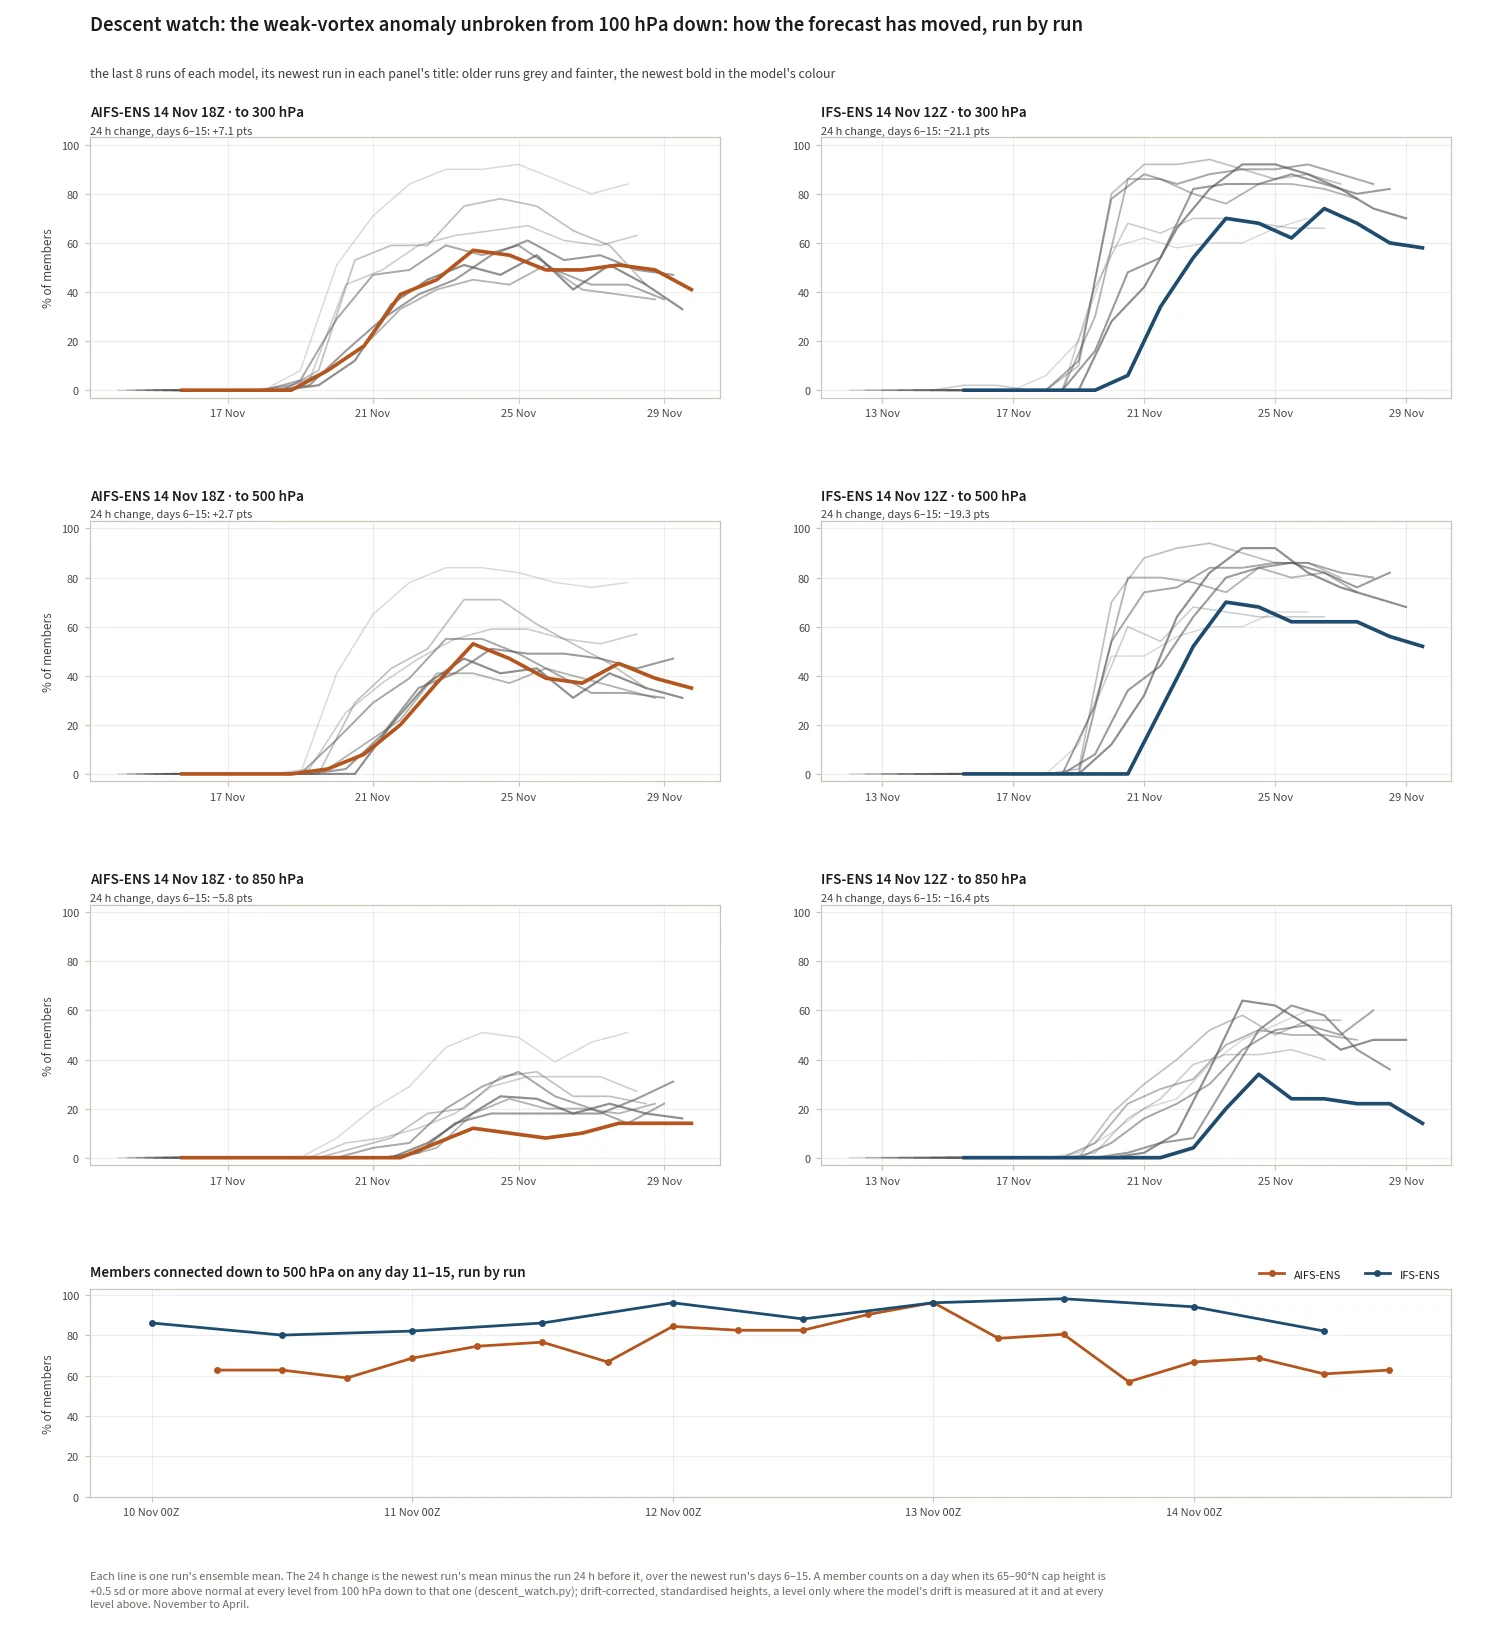 Descent watch: the weak-vortex anomaly unbroken from 100 hPa down: how the forecast has moved, run by run
the last 8 runs of each model, its newest run in each panel's title: older runs grey and fainter, the newest bold in the model's colour
AIFS-ENS 14 Nov 18Z · to 300 hPa
24 h change, days 6–15: +7.1 pts
% of members
100
80
60
40
20
0
17 Nov
21 Nov
25 Nov
29 Nov
IFS-ENS 14 Nov 12Z · to 300 hPa
24 h change, days 6–15: −21.1 pts
100
80
60
40
20
0
13 Nov
17 Nov
21 Nov
25 Nov
29 Nov
AIFS-ENS 14 Nov 18Z · to 500 hPa
24 h change, days 6–15: +2.7 pts
% of members
100
80
60
40
20
0
17 Nov
21 Nov
25 Nov
29 Nov
IFS-ENS 14 Nov 12Z · to 500 hPa
24 h change, days 6–15: −19.3 pts
100
80
60
40
20
0
13 Nov
17 Nov
21 Nov
25 Nov
29 Nov
AIFS-ENS 14 Nov 18Z · to 850 hPa
24 h change, days 6–15: −5.8 pts
% of members
100
80
60
40
20
0
17 Nov
21 Nov
25 Nov
29 Nov
IFS-ENS 14 Nov 12Z · to 850 hPa
24 h change, days 6–15: −16.4 pts
100
80
60
40
20
0
13 Nov
17 Nov
21 Nov
25 Nov
29 Nov
Members connected down to 500 hPa on any day 11–15, run by run
AIFS-ENS
IFS-ENS
% of members
100
80
60
40
20
0
10 Nov 00Z
11 Nov 00Z
12 Nov 00Z
13 Nov 00Z
14 Nov 00Z
Each line is one run's ensemble mean. The 24 h change is the newest run's mean minus the run 24 h before it, over the newest run's days 6–15. A member counts on a day when its 65–90°N cap height is
+0.5 sd or more above normal at every level from 100 hPa down to that one (descent_watch.py); drift-corrected, standardised heights, a level only where the model's drift is measured at it and at every
level above. November to April.